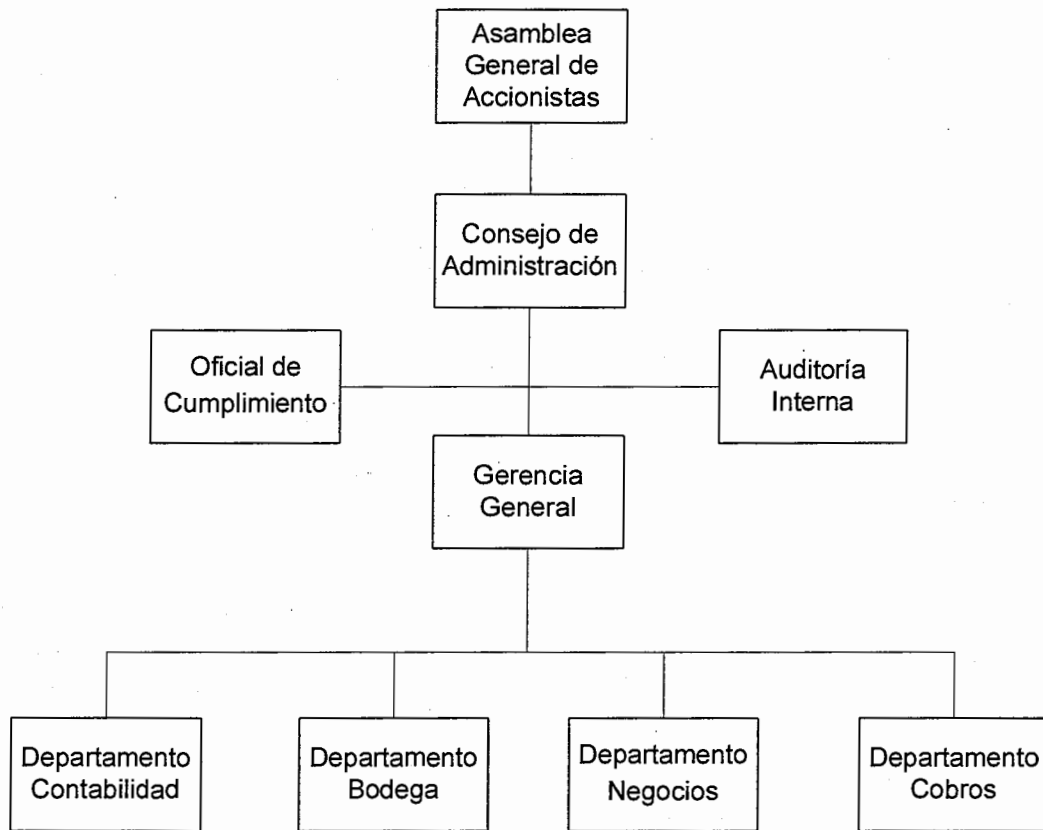 Asamblea
General de
Accionistas
Consejo de
Administración
Oficial de
Cumplimiento
Auditoría
Interna
Gerencia
General
Departamento
Contabilidad
Departamento
Bodega
Departamento
Negocios
Departamento
Cobros